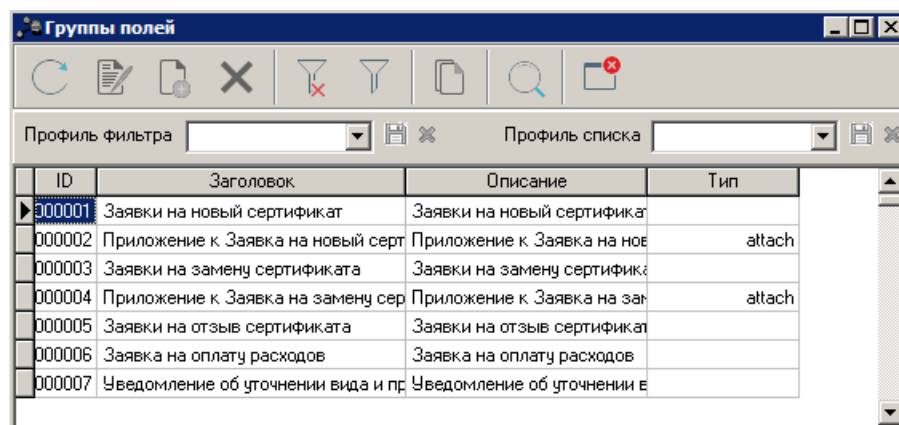 Группы полей
Профиль фильтра Профиль списка
ID Заголовок Описание Тип
000001 Заявки на новый сертификат Заявки на новый сертификат
000002 Приложение к Заявка на новый серт Приложение к Заявка на нов attach
000003 Заявки на замену сертификата Заявки на замену сертифика
000004 Приложение к Заявка на замену сер Приложение к Заявка на зам attach
000005 Заявки на отзыв сертификата Заявки на отзыв сертификат
000006 Заявка на оплату расходов Заявка на оплату расходов
000007 Уведомление об уточнении вида и пр Уведомление об уточнении в